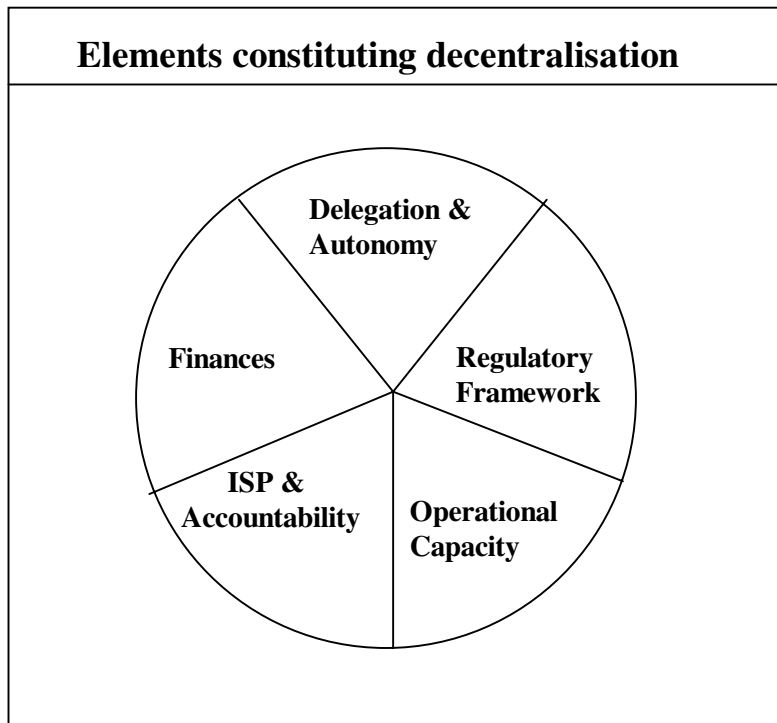 Elements constituting decentralisation
Delegation &
Autonomy
Finances
Regulatory
Framework
ISP &
Accountability
Operational
Capacity